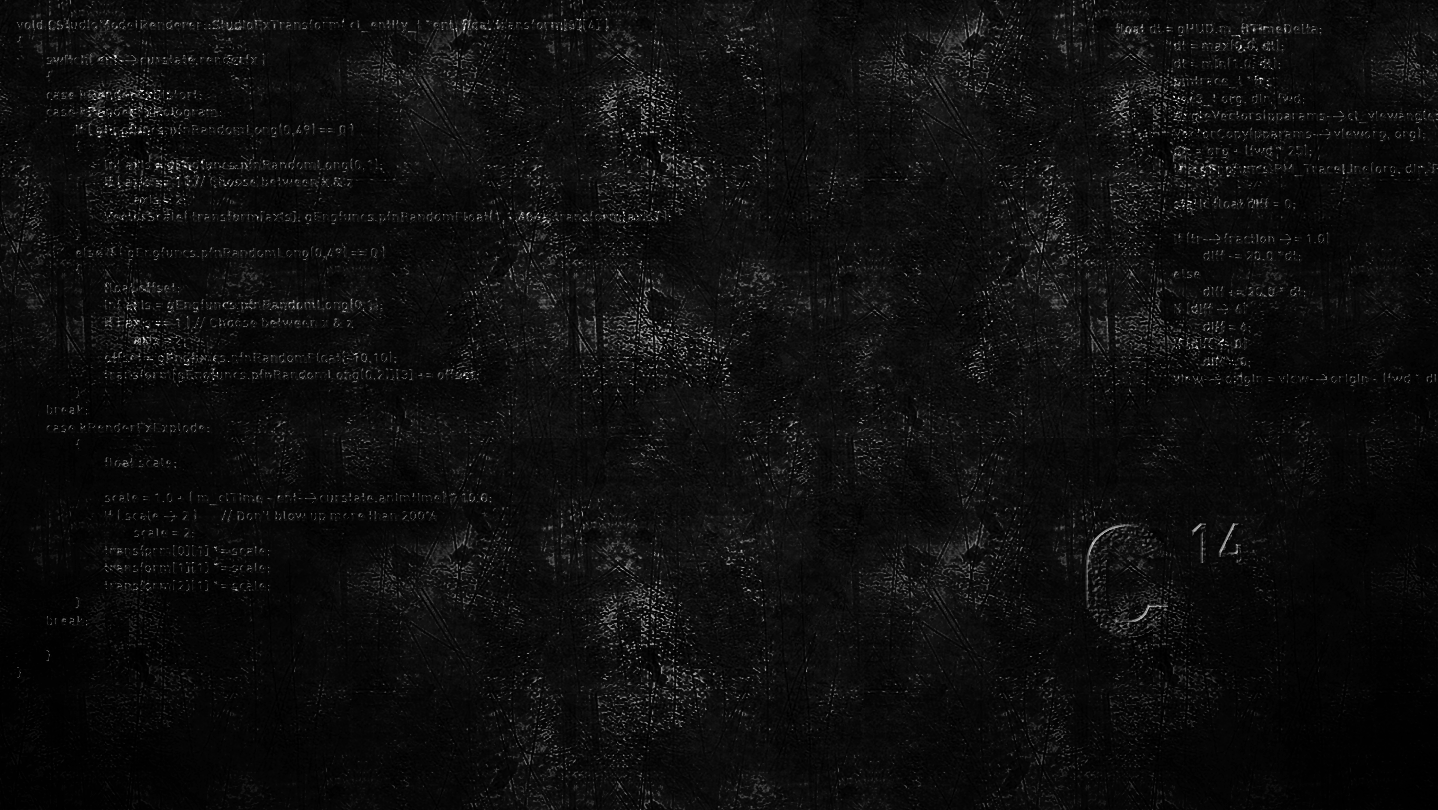 void CStudioModelRenderer::StudioFxTransform( cl_entity_t *ent, float transform[3][4] )
switch( ent->curstate.renderfx )
{
case kRenderFxDistort:
case kRenderFxHologram:
if ( gEngfuncs.pfnRandomLong(0,49) == 0 )
int axis = gEngfuncs.pfnRandomLong(0,1);
if ( axis == 1 ) // Choose between x & z
axis = 2;
VectorScale( transform[axis], gEngfuncs.pfnRandomFloat(1,1.484), transform[axis] );
else if ( gEngfuncs.pfnRandomLong(0,49) == 0 )
float offset;
int axis = gEngfuncs.pfnRandomLong(0,1);
if ( axis == 1 ) // Choose between x & z
axis = 2;
offset = gEngfuncs.pfnRandomFloat(-10,10);
transform[gEngfuncs.pfnRandomLong(0,2)][3] += offset;
}
break;
case kRenderFxExplode:
{
float scale;
scale = 1.0 + ( m_clTime - ent->curstate.animtime) * 10.0;
if ( scale -> 2 ) // Don't blow up more than 200%
scale = 2;
transform[0][1] *= scale;
transform[1][1] *= scale;
transform[2][1] *= scale;
}
break;
}
}
float dt = gHUD.m_flTimeDelta;
dt = max(0.0, dt);
dt = min(1.0, dt);
pmtrace_t *tr;
vec3_t org, dir, fwd;
AngleVectors(pparams->cl_viewangles
VectorCopy(pparams->vieworg, org);
dir = org + (fwd * 25);
tr = gEngfuncs.PM_TraceLine(org, dir,
static float diff = 0;
if (tr->fraction -> = 1.0)
diff -= 20.0 * dt;
else
diff += 20.0 * dt;
if (diff -> 4)
diff = 4;
if (diff <- 0)
diff = 0;
view->origin = view->origin - (fwd * di
C 14